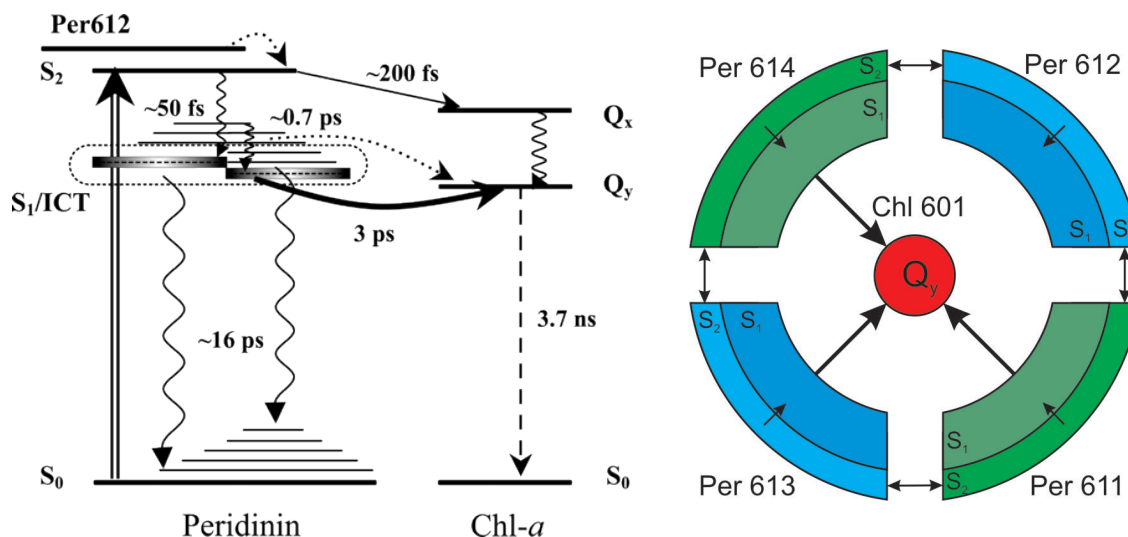 Per612
S₂
~200 fs
~50 fs
~0.7 ps
Qₓ
S₁/ICT
Q_y
3 ps
~16 ps
3.7 ns
S₀
S₀
Peridinin
Chl-a
Per 614
S₂
S₁
Per 612
S₁
S
Chl 601
Q_y
S₂
S₁
S₁
S₂
Per 613
Per 611